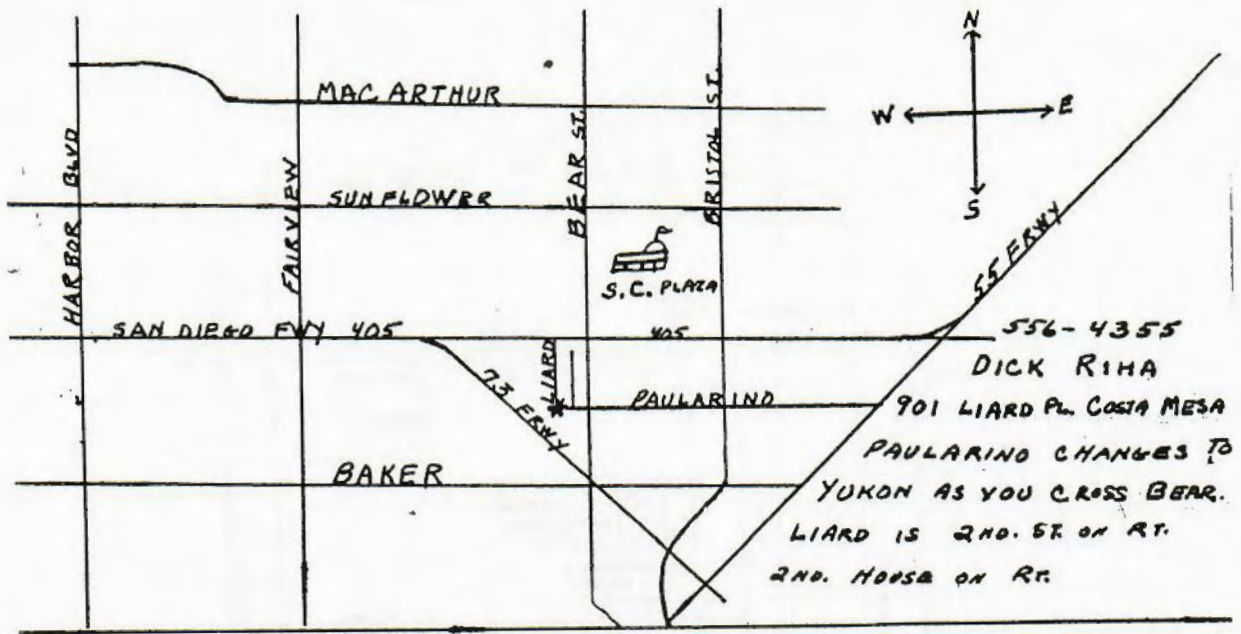 N
MAC ARTHUR
W E
S
HARBOR BLVD
FAIRVIEW
BEAR ST.
BRISTOL ST.
SUNFLOWER
S.C. PLAZA
55 FRWY
SAN DIEGO FWY 405
405
LIARD
73 FRWY
PAULARINO
BAKER
556-4355
DICK RIHA
901 LIARD PL. COSTA MESA
PAULARINO CHANGES TO
YUKON AS YOU CROSS BEAR.
LIARD IS 2ND. ST. ON RT.
2ND. HOUSE ON RT.